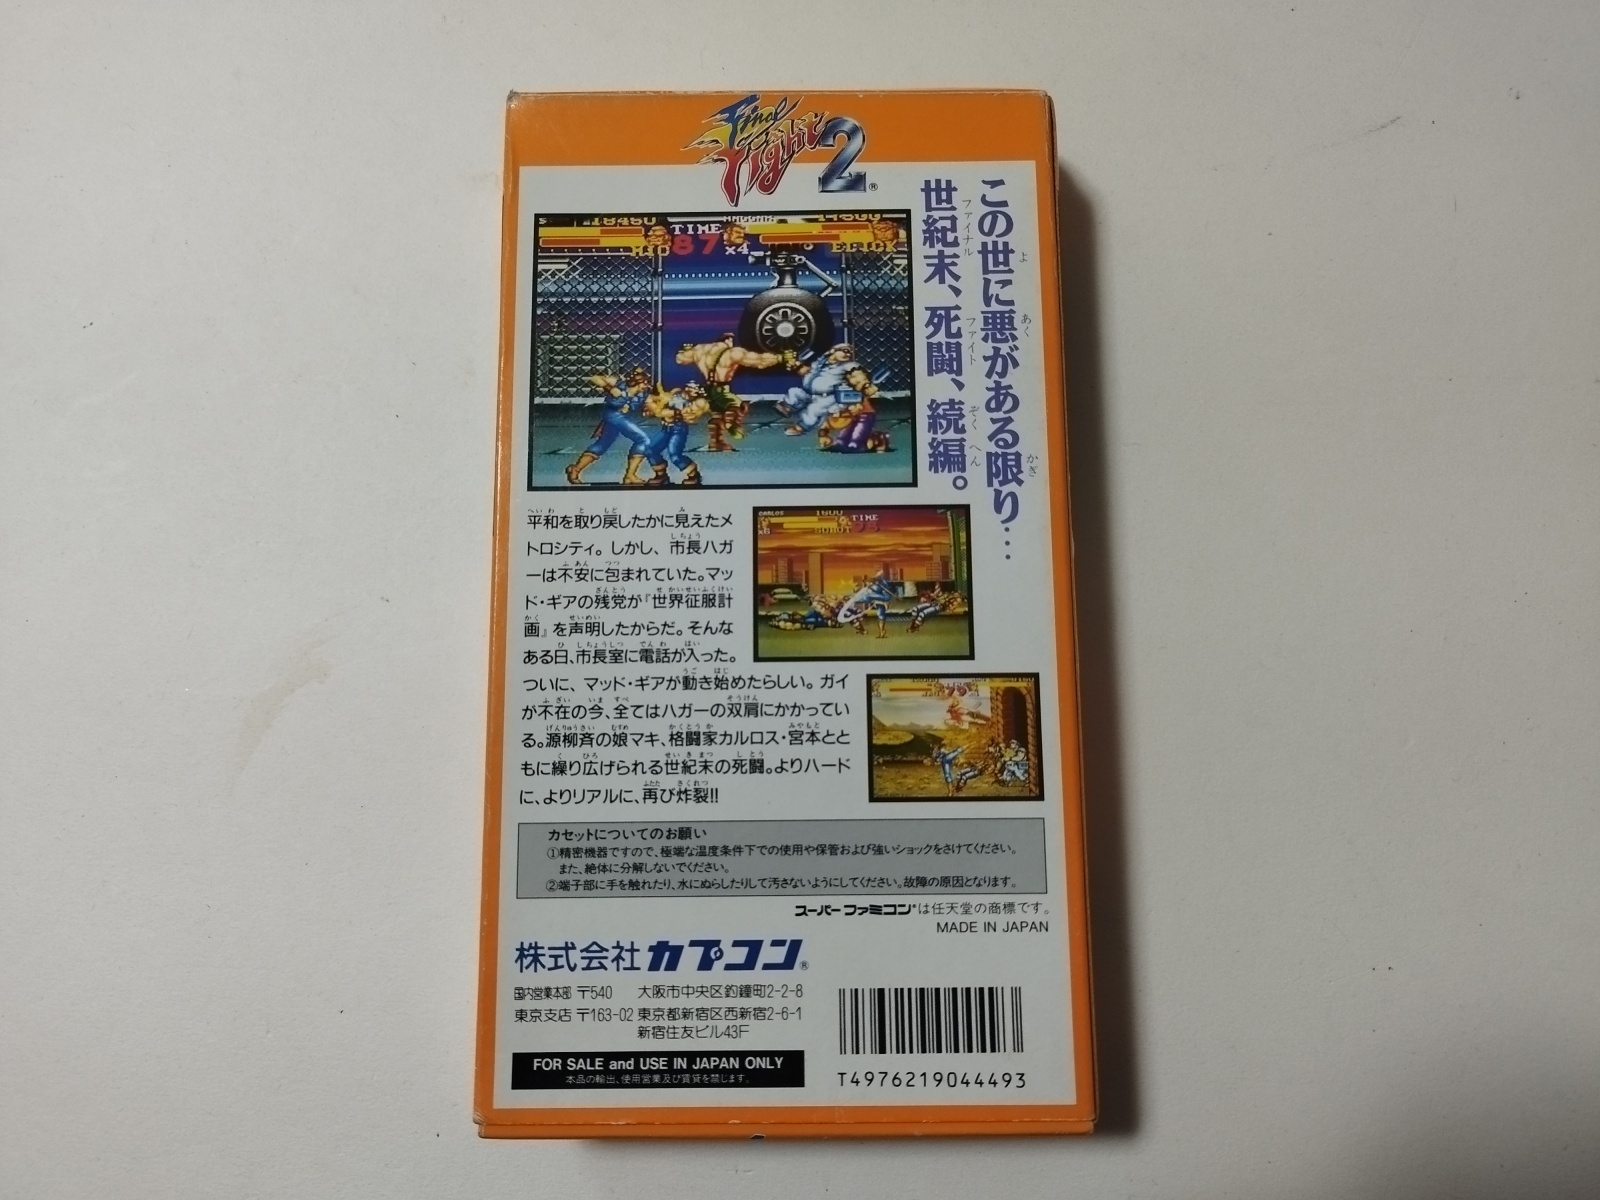 Final Fight 2®
この世に悪がある限り…
世紀末、死闘、続編。
18480
TIME
87
MIO
x4
ELICK
CARLOS
1600
TIME
x6
平和を取り戻したかに見えたメ
トロシティ。しかし、市長ハガ
ーは不安に包まれていた。マッ
ド・ギアの残党が『世界征服計
画』を声明したからだ。そんな
ある日、市長室に電話が入った。
ついに、マッド・ギアが動き始めたらしい。ガイ
が不在の今、全てはハガーの双肩にかかってい
る。源柳斉の娘マキ、格闘家カルロス・宮本とと
もに繰り広げられる世紀末の死闘。よりハード
に、よりリアルに、再び炸裂!!
カセットについてのお願い
①精密機器ですので、極端な温度条件下での使用や保管および強いショックをさけてください。
また、絶対に分解しないでください。
②端子部に手を触れたり、水にぬらしたりして汚さないようにしてください。故障の原因となります。
スーパーファミコン®は任天堂の商標です。
MADE IN JAPAN
株式会社カプコン®
国内営業本部 〒540 大阪市中央区釣鐘町2-2-8
東京支店 〒163-02 東京都新宿区西新宿2-6-1
新宿住友ビル43F
FOR SALE and USE IN JAPAN ONLY
本品の輸出、使用営業及び賃貸を禁じます。
T4976219044493